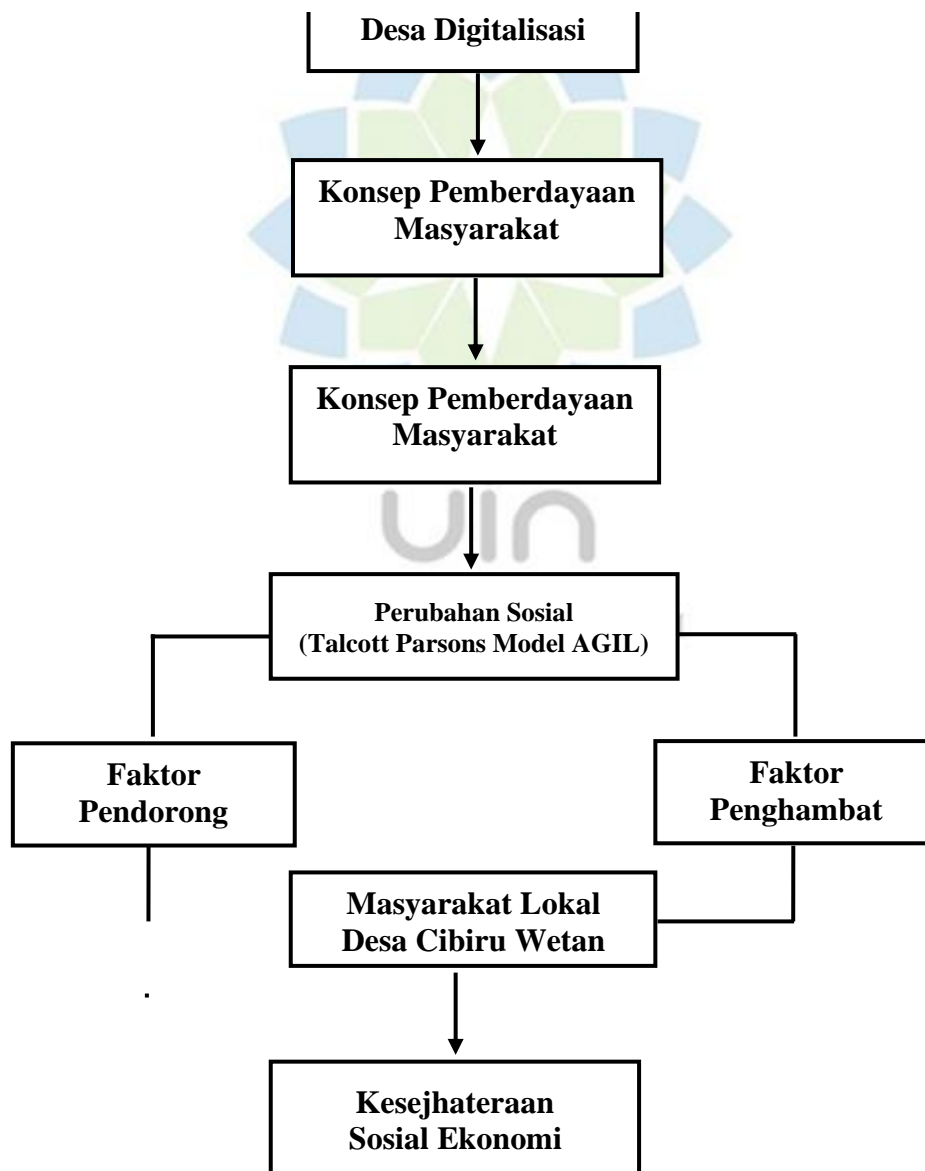 Desa Digitalisasi
Konsep Pemberdayaan
Masyarakat
Konsep Pemberdayaan
Masyarakat
uin
Perubahan Sosial
(Talcott Parsons Model AGIL)
Faktor
Pendorong
Faktor
Penghambat
Masyarakat Lokal
Desa Cibiru Wetan
Kesejhateraan
Sosial Ekonomi